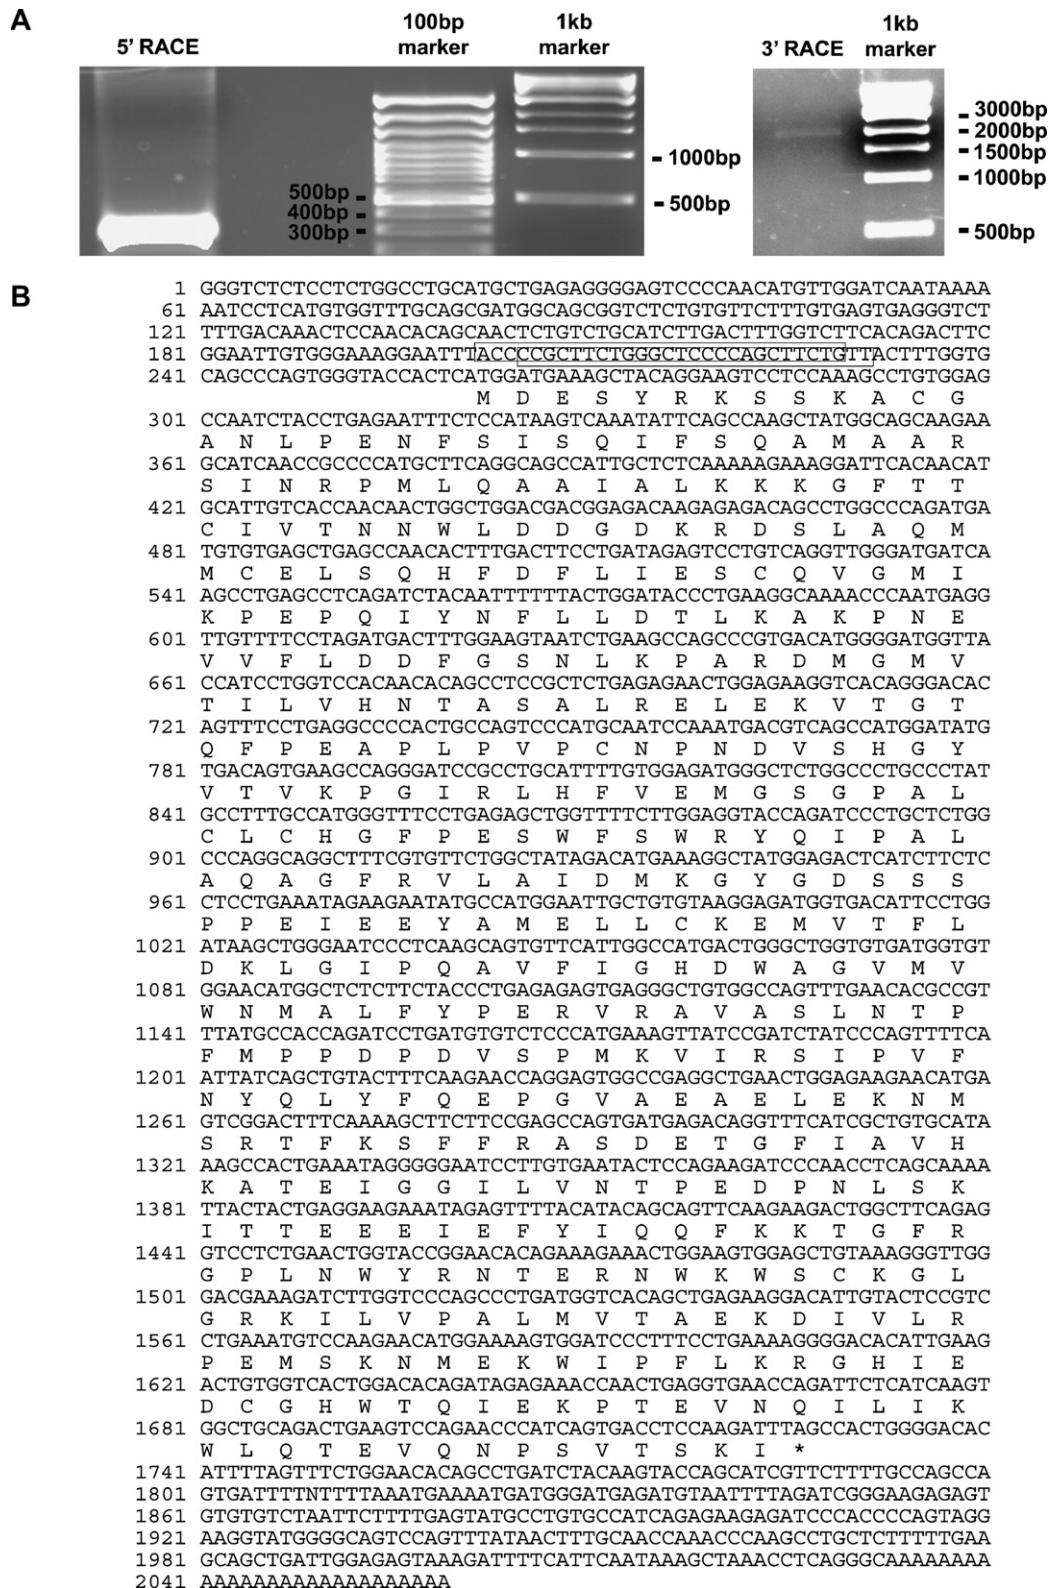 A
5' RACE
100bp marker
1kb marker
3' RACE
1kb marker
500bp
400bp
300bp
1000bp
500bp
3000bp
2000bp
1500bp
1000bp
500bp
B
1 GGGTCTCTCCTCTGGCCTGCATGCTGAGAGGGGAGTCCCCAACATGTTGGATCAATAAAA
61 AATCCTCATGTGGTTTGCAGCGATGGCAGCGGTCTCTGTGTTCTTTGTGAGTGAGGGTCT
121 TTTGACAAACTCCAACACAGCAACTCTGTCTGCATCTTGACTTTGGTCTTCACAGACTTC
181 GGAATTGTGGGAAAGGAATTTACCCCGCTTCTGGGCTCCCCAGCTTCTGTTACTTTGGTG
241 CAGCCCAGTGGGTACCACTCATGGATGAAAGCTACAGGAAGTCCTCCAAAGCCTGTGGAG
M D E S Y R K S S K A C G
301 CCAATCTACCTGAGAATTTCTCCATAAGTCAAATATTCAGCCAAGCTATGGCAGCAAGAA
A N L P E N F S I S Q I F S Q A M A A R
361 GCATCAACCGCCCCATGCTTCAGGCAGCCATTGCTCTCAAAAAGAAAGGATTCACAACAT
S I N R P M L Q A A I A L K K K G F T T
421 GCATTGTCACCAACAACTGGCTGGACGACGGAGACAAGAGAGACAGCCTGGCCCAGATGA
C I V T N N W L D D G D K R D S L A Q M
481 TGTGTGAGCTGAGCCAACACTTTGACTTCCTGATAGAGTCCTGTCAGGTTGGGATGATCA
M C E L S Q H F D F L I E S C Q V G M I
541 AGCCTGAGCCTCAGATCTACAATTTTTTACTGGATACCCTGAAGGCAAAACCCAATGAGG
K P E P Q I Y N F L L D T L K A K P N E
601 TTGTTTTCCTAGATGACTTTGGAAGTAATCTGAAGCCAGCCCGTGACATGGGGATGGTTA
V V F L D D F G S N L K P A R D M G M V
661 CCATCCTGGTCCACAACACAGCCTCCGCTCTGAGAGAACTGGAGAAGGTCACAGGGACAC
T I L V H N T A S A L R E L E K V T G T
721 AGTTTCCTGAGGCCCCACTGCCAGTCCCATGCAATCCAAATGACGTCAGCCATGGATATG
Q F P E A P L P V P C N P N D V S H G Y
781 TGACAGTGAAGCCAGGGATCCGCCTGCATTTTGTGGAGATGGGCTCTGGCCCTGCCCTAT
V T V K P G I R L H F V E M G S G P A L
841 GCCTTTGCCATGGGTTTCCTGAGAGCTGGTTTTCTTGGAGGTACCAGATCCCTGCTCTGG
C L C H G F P E S W F S W R Y Q I P A L
901 CCCAGGCAGGCTTTCGTGTTCTGGCTATAGACATGAAAGGCTATGGAGACTCATCTTCTC
A Q A G F R V L A I D M K G Y G D S S S
961 CTCCTGAAATAGAAGAATATGCCATGGAATTGCTGTGTAAGGAGATGGTGACATTCCTGG
P P E I E E Y A M E L L C K E M V T F L
1021 ATAAGCTGGGAATCCCTCAAGCAGTGTTCATTGGCCATGACTGGGCTGGTGTGATGGTGT
D K L G I P Q A V F I G H D W A G V M V
1081 GGAACATGGCTCTCTTCTACCCTGAGAGAGTGAGGGCTGTGGCCAGTTTGAACACGCCGT
W N M A L F Y P E R V R A V A S L N T P
1141 TTATGCCACCAGATCCTGATGTGTCTCCCATGAAAGTTATCCGATCTATCCCAGTTTTCA
F M P P D P D V S P M K V I R S I P V F
1201 ATTATCAGCTGTACTTTCAAGAACCAGGAGTGGCCGAGGCTGAACTGGAGAAGAACATGA
N Y Q L Y F Q E P G V A E A E L E K N M
1261 GTCGGACTTTCAAAAGCTTCTTCCGAGCCAGTGATGAGACAGGTTTCATCGCTGTGCATA
S R T F K S F F R A S D E T G F I A V H
1321 AAGCCACTGAAATAGGGGGAATCCTTGTGAATACTCCAGAAGATCCCAACCTCAGCAAAA
K A T E I G G I L V N T P E D P N L S K
1381 TTACTACTGAGGAAGAAATAGAGTTTTACATACAGCAGTTCAAGAAGACTGGCTTCAGAG
I T T E E E I E F Y I Q Q F K K T G F R
1441 GTCCTCTGAACTGGTACCGGAACACAGAAAGAAACTGGAAGTGGAGCTGTAAAGGGTTGG
G P L N W Y R N T E R N W K W S C K G L
1501 GACGAAAGATCTTGGTCCCAGCCCTGATGGTCACAGCTGAGAAGGACATTGTACTCCGTC
G R K I L V P A L M V T A E K D I V L R
1561 CTGAAATGTCCAAGAACATGGAAAAGTGGATCCCTTTCCTGAAAAGGGGACACATTGAAG
P E M S K N M E K W I P F L K R G H I E
1621 ACTGTGGTCACTGGACACAGATAGAGAAACCAACTGAGGTGAACCAGATTCTCATCAAGT
D C G H W T Q I E K P T E V N Q I L I K
1681 GGCTGCAGACTGAAGTCCAGAACCCATCAGTGACCTCCAAGATTTAGCCACTGGGGACAC
W L Q T E V Q N P S V T S K I *
1741 ATTTTAGTTTCTGGAACACAGCCTGATCTACAAGTACCAGCATCGTTCTTTTGCCAGCCA
1801 GTGATTTTNTTTTAAATGAAAATGATGGGATGAGATGTAATTTTAGATCGGGAAGAGAGT
1861 GTGTGTCTAATTCTTTTGAGTATGCCTGTGCCATCAGAGAAGAGATCCCACCCCAGTAGG
1921 AAGGTATGGGGCAGTCCAGTTTATAACTTTGCAACCAAACCCAAGCCTGCTCTTTTTGAA
1981 GCAGCTGATTGGAGAGTAAAGATTTTCATTCAATAAAGCTAAACCTCAGGGCAAAAAAAA
2041 AAAAAAAAAAAAAAAAAAA